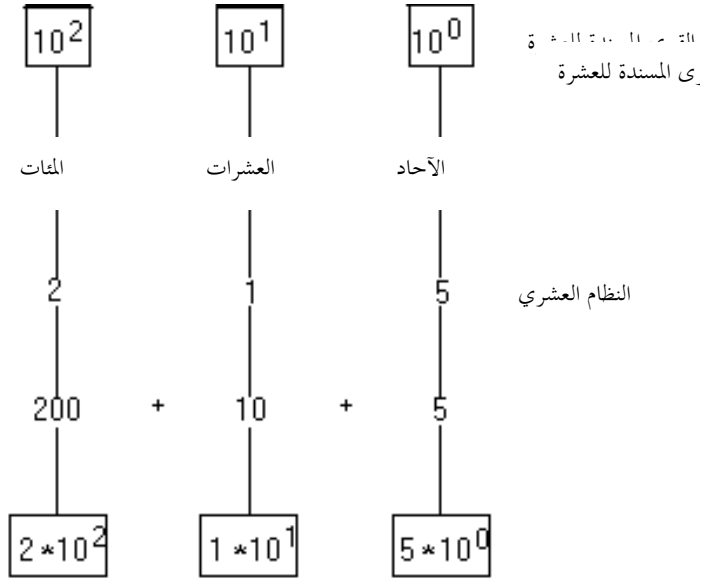 10² 10¹ 10⁰
المسندة للعشرة
المئات العشرات الآحاد
2 1 5 النظام العشري
200 + 10 + 5
2*10² 1*10¹ 5*10⁰